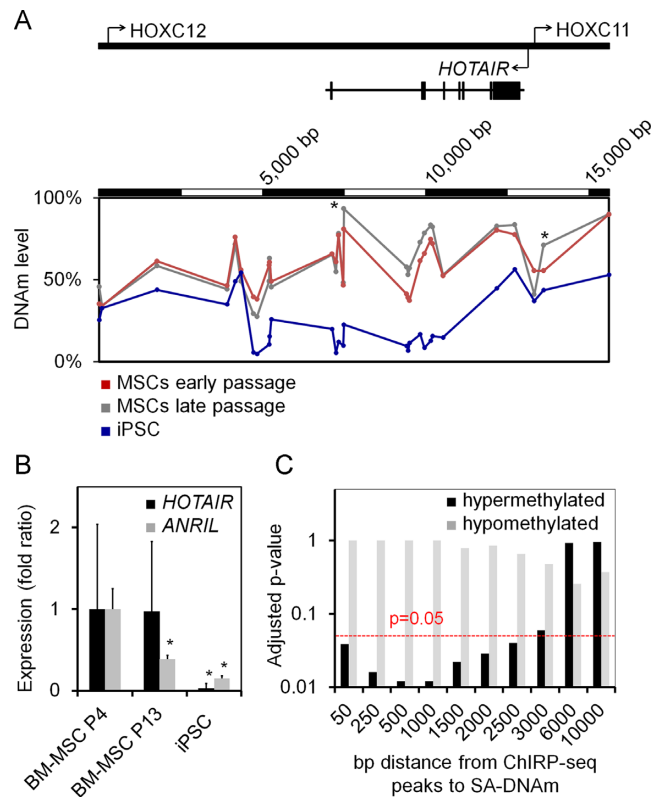 A
HOXC12
HOXC11
HOTAIR
5,000 bp
10,000 bp
15,000 bp
100%
50%
0%
DNAm level
*
*
MSCs early passage
MSCs late passage
iPSC
B
HOTAIR
ANRIL
Expression (fold ratio)
2
1
0
*
* *
BM-MSC P4
BM-MSC P13
iPSC
C
hypermethylated
hypomethylated
Adjusted p-value
1
0.1
0.01
p=0.05
50
250
500
1000
1500
2000
2500
3000
6000
10000
bp distance from ChIRP-seq
peaks to SA-DNAm